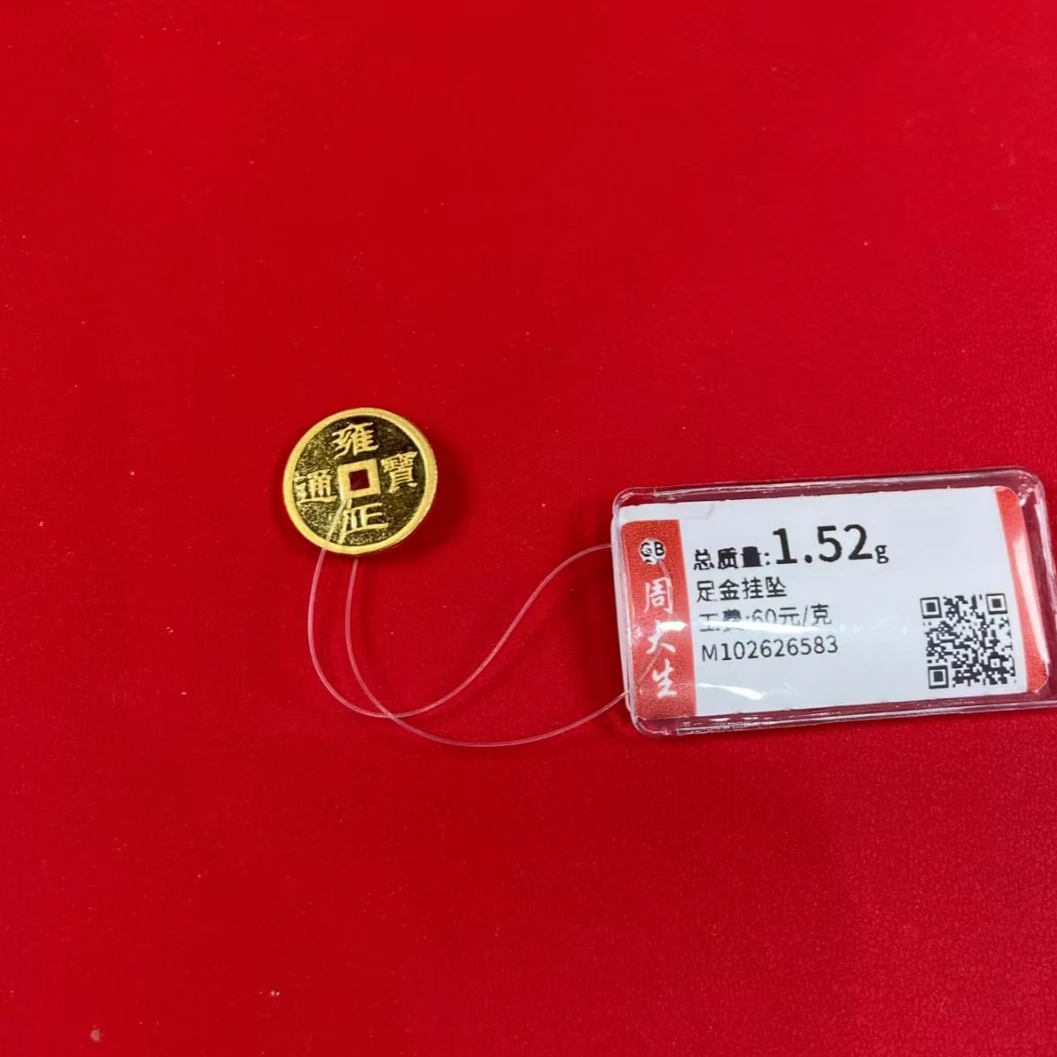 雍
正
通
寶
GB
周大生
总质量:1.52g
足金挂坠
工费:60元/克
M102626583